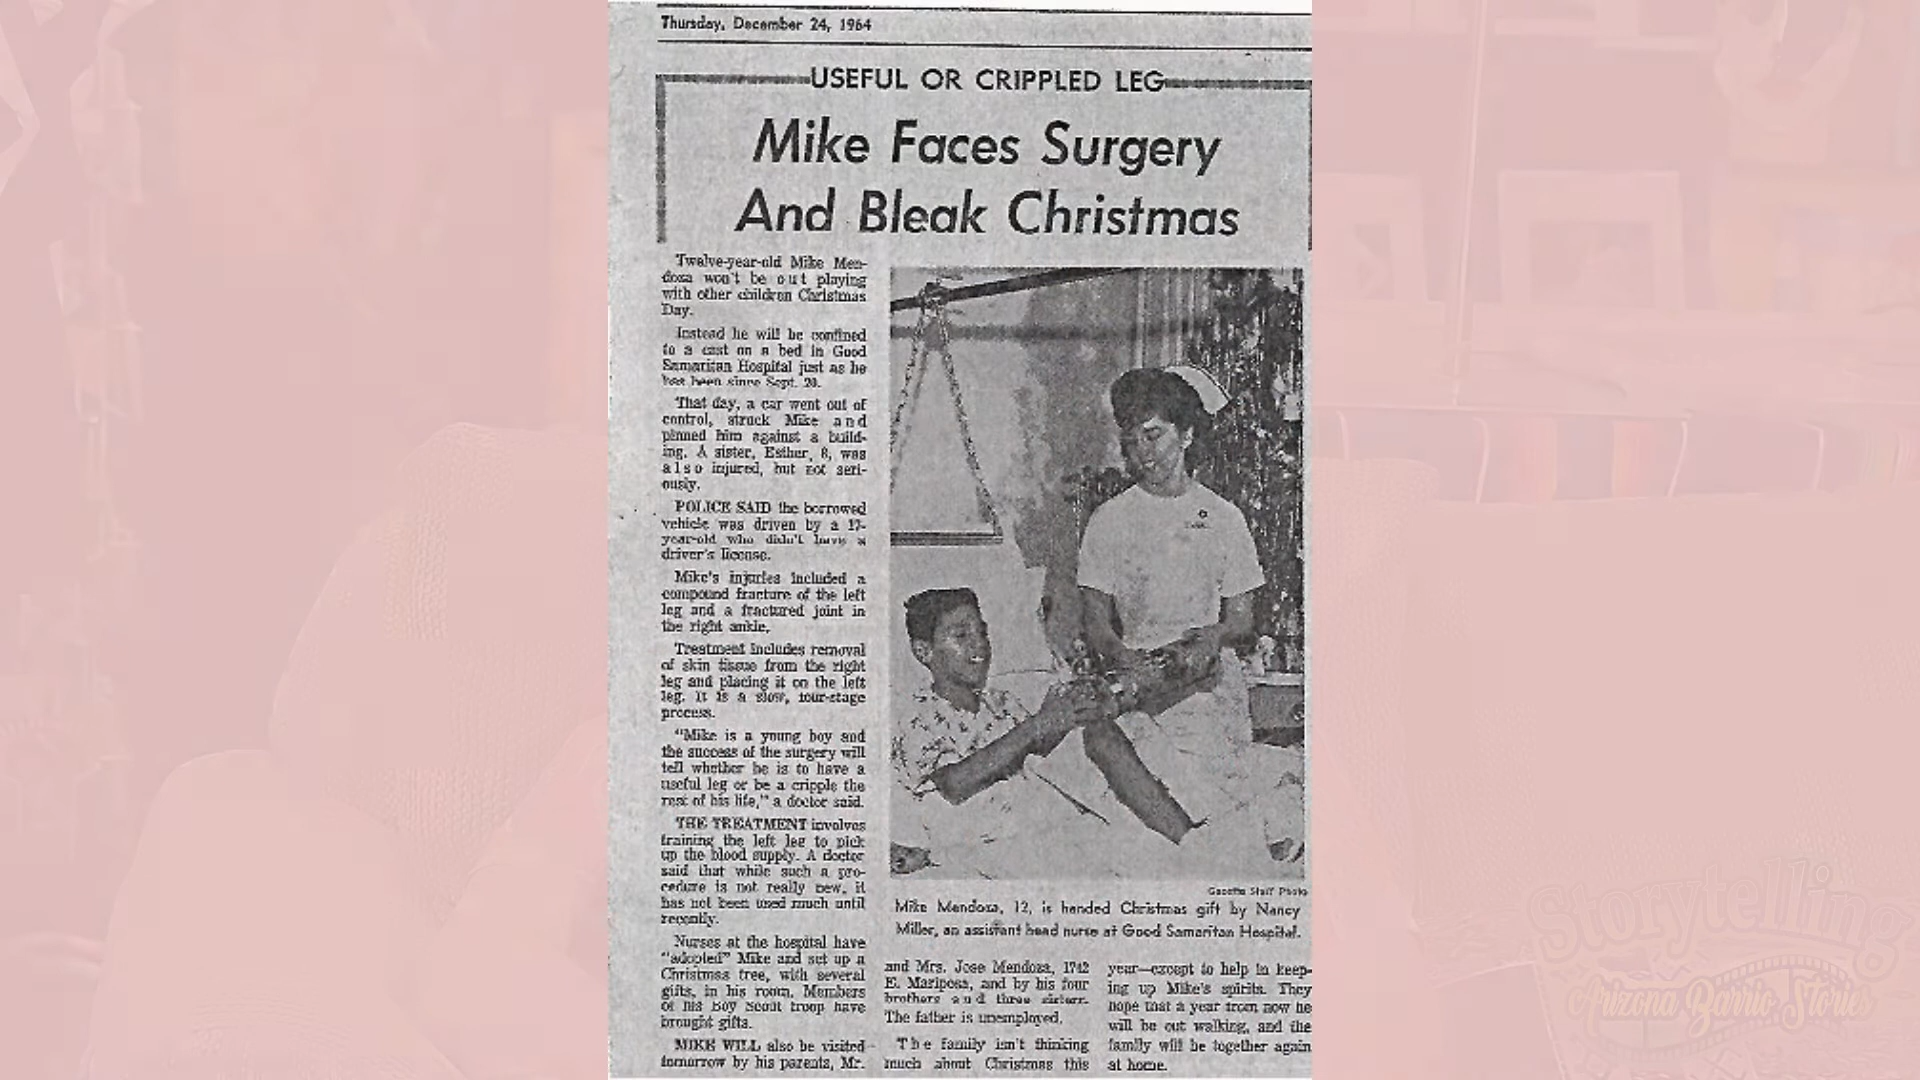 Thursday, December 24, 1964
USEFUL OR CRIPPLED LEG
Mike Faces Surgery
And Bleak Christmas
Twelve-year-old Mike Men-
doza won't be out playing
with other children Christmas
Day.
Instead he will be confined
to a cast on a bed in Good
Samaritan Hospital just as he
has been since Sept. 20.
That day, a car went out of
control, struck Mike and
pinned him against a build-
ing. A sister, Esther, 8, was
also injured, but not seri-
ously.
POLICE SAID the borrowed
vehicle was driven by a 17-
year-old who didn't have a
driver's license.
Mike's injuries included a
compound fracture of the left
leg and a fractured joint in
the right ankle.
Treatment includes removal
of skin tissue from the right
leg and placing it on the left
leg. It is a slow, four-stage
process.
"Mike is a young boy and
the success of the surgery will
tell whether he is to have a
useful leg or be a cripple the
rest of his life," a doctor said.
THE TREATMENT involves
training the left leg to pick
up the blood supply. A doctor
said that while such a pro-
cedure is not really new, it
has not been used much until
recently.
Nurses at the hospital have
"adopted" Mike and set up a
Christmas tree, with several
gifts, in his room. Members
of his Boy Scout troop have
brought gifts.
MIKE WILL also be visited
tomorrow by his parents, Mr.
Gazette Staff Photo
Mike Mendoza, 12, is handed Christmas gift by Nancy
Miller, an assistant head nurse at Good Samaritan Hospital.
and Mrs. Jose Mendoza, 1742
E. Mariposa, and by his four
brothers and three sisters.
The father is unemployed.
The family isn't thinking
much about Christmas this
year—except to help in keep-
ing up Mike's spirits. They
hope that a year from now he
will be out walking, and the
family will be together again
at home.
Storytelling
Arizona Barrio Stories